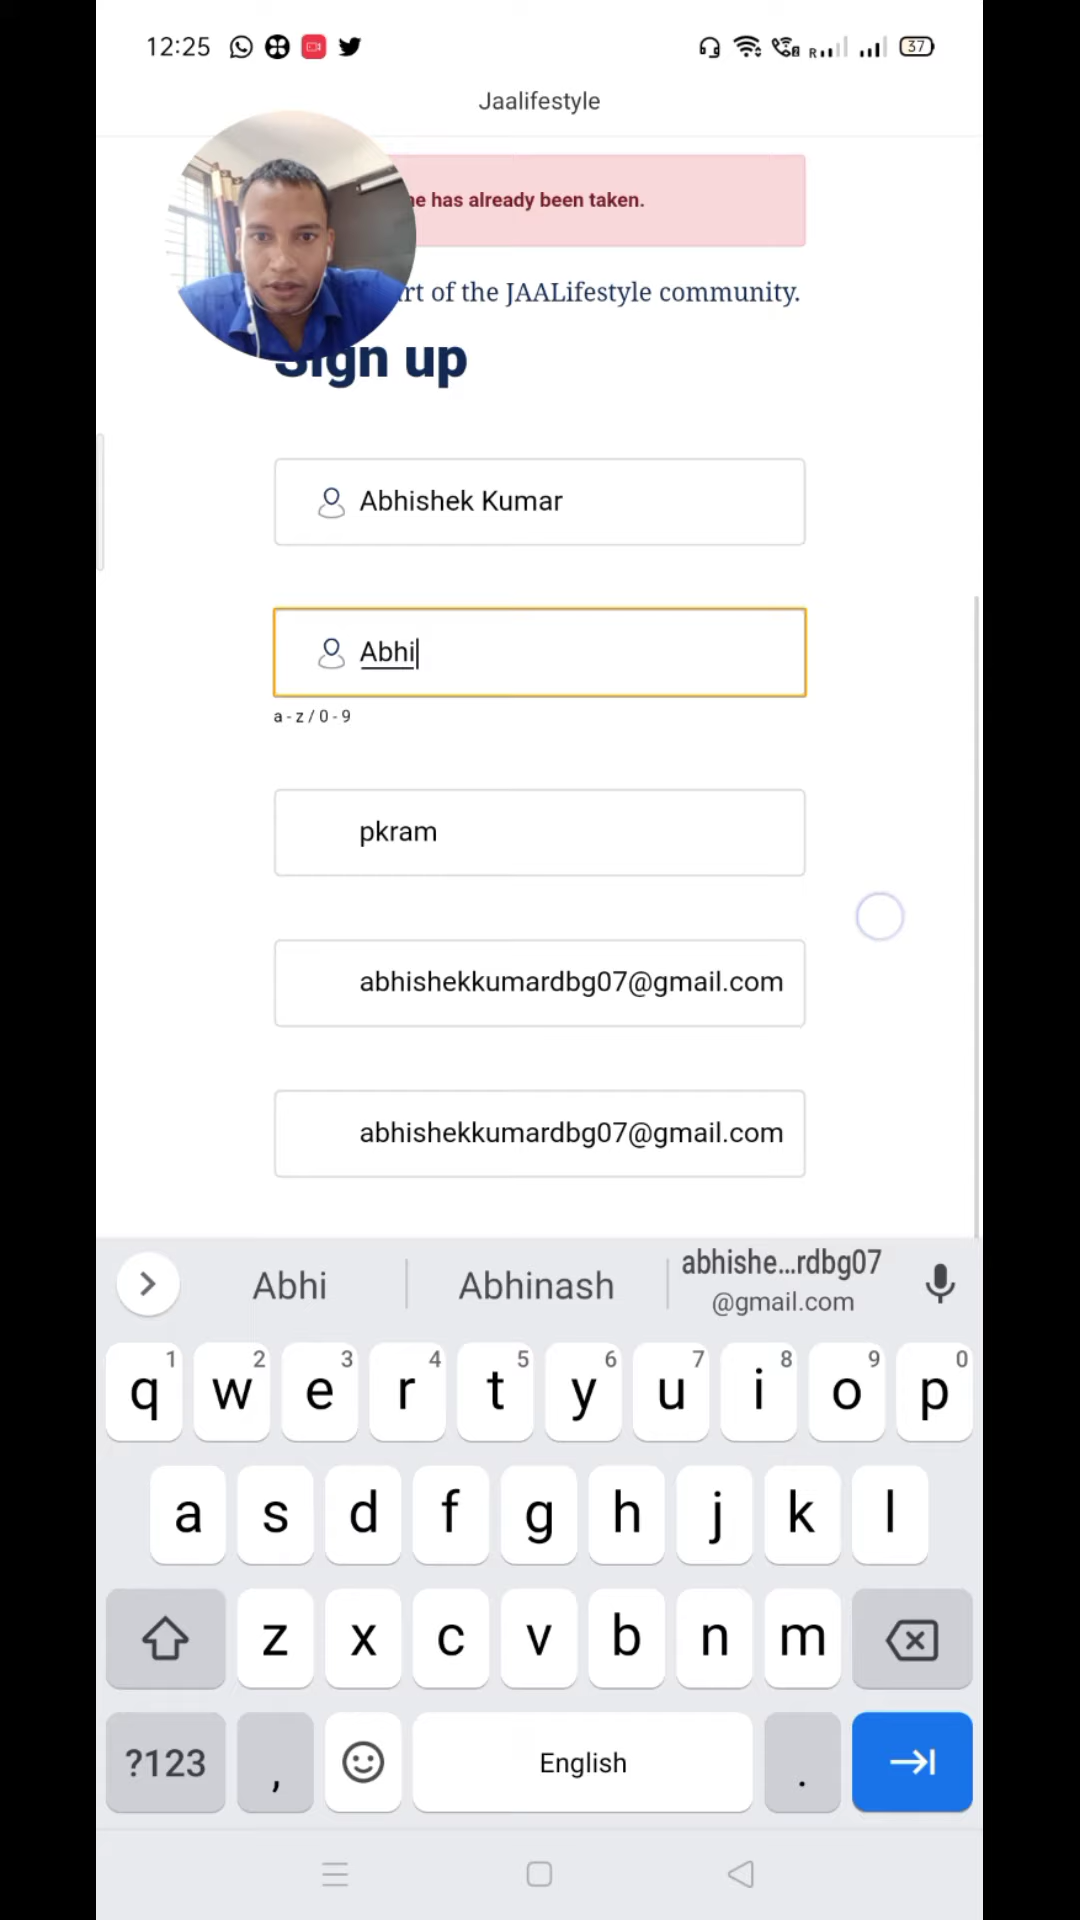 12:25
R
37
Jaalifestyle
has already been taken.
of the JAALifestyle community.
Sign up
Abhishek Kumar
Abhi
a - z / 0 - 9
pkram
abhishekkumardbg07@gmail.com
abhishekkumardbg07@gmail.com
Abhi Abhinash abhishe...rdbg07
@gmail.com
1 2 3 4 5 6 7 8 9 0
q w e r t y u i o p
a s d f g h j k l
z x c v b n m
?123 , English .